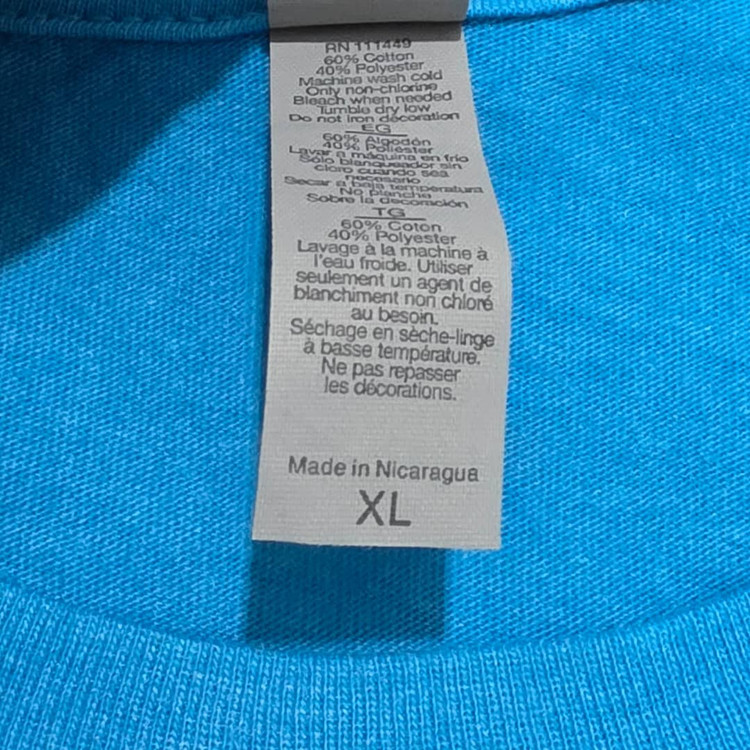 RN 111449
60% Cotton
40% Polyester
Machine wash cold
Only non-chlorine
Bleach when needed
Tumble dry low
Do not iron decoration
EG
60% Algodón
40% Poliester
Lavar a máquina en frío
Sólo blanqueador sin
cloro cuando sea
necesario
Secar a baja temperatura
No planche
Sobre la decoración
TG
60% Coton
40% Polyester
Lavage à la machine à
l'eau froide. Utiliser
seulement un agent de
blanchiment non chloré
au besoin.
Séchage en sèche-linge
à basse température.
Ne pas repasser
les décorations.
Made in Nicaragua
XL